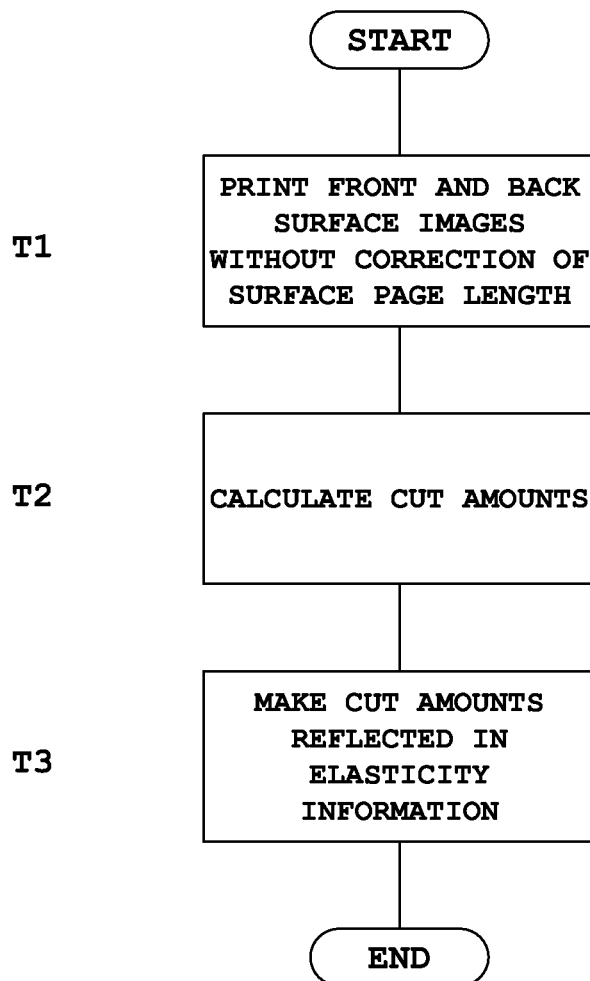 START
T1
PRINT FRONT AND BACK
SURFACE IMAGES
WITHOUT CORRECTION OF
SURFACE PAGE LENGTH
T2
CALCULATE CUT AMOUNTS
T3
MAKE CUT AMOUNTS
REFLECTED IN
ELASTICITY
INFORMATION
END